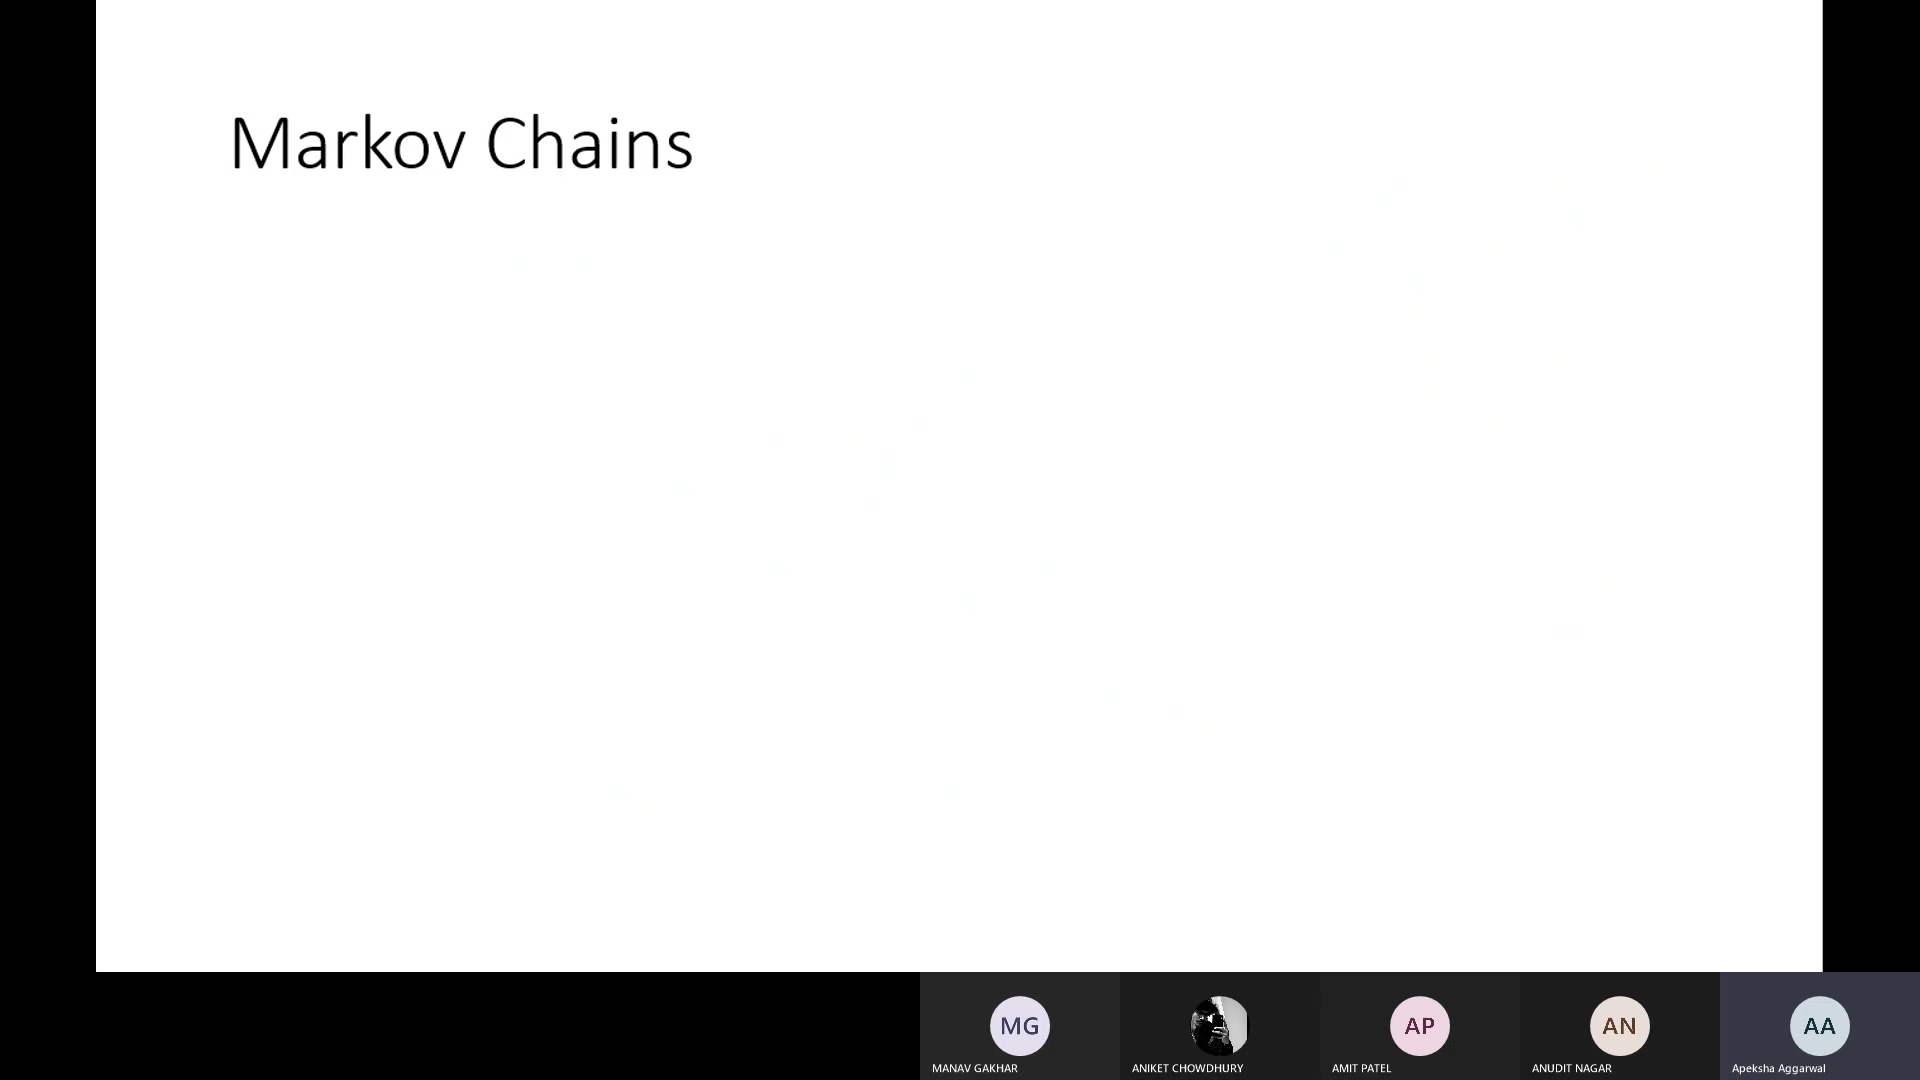 Markov Chains
MG
AP
AN
AA
MANAV GAKHAR
ANIKET CHOWDHURY
AMIT PATEL
ANUDIT NAGAR
Apeksha Aggarwal